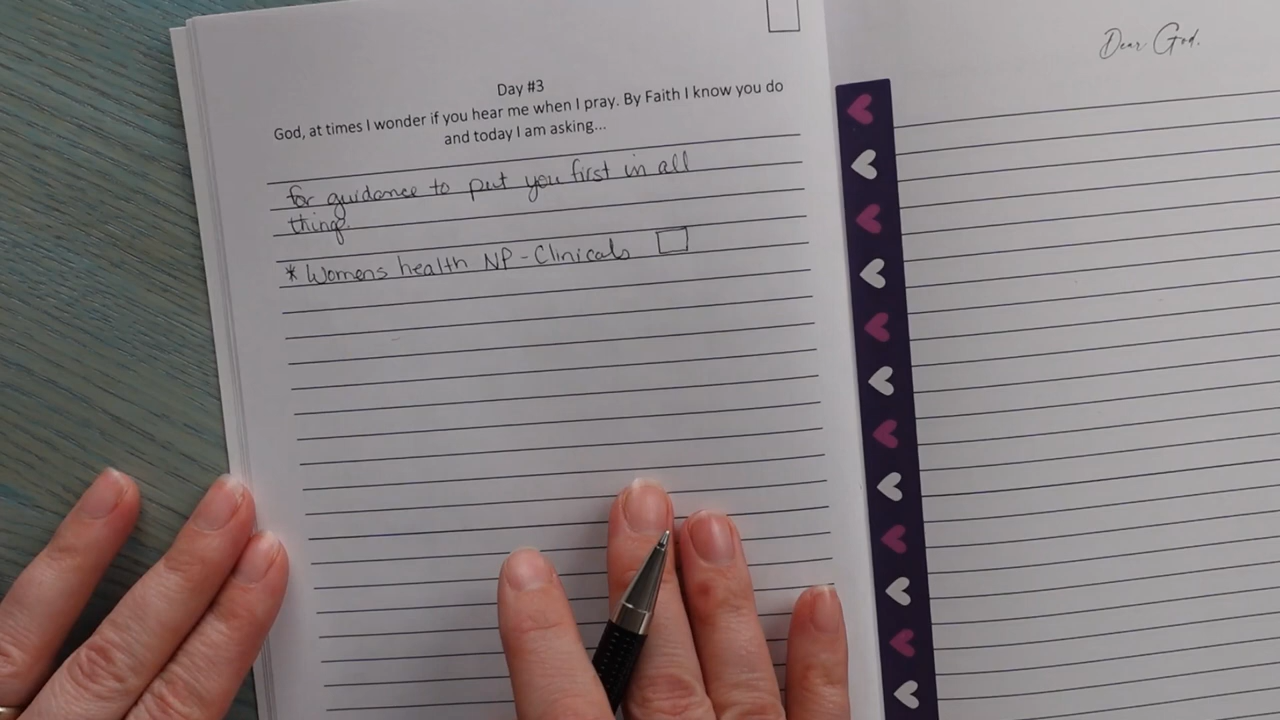 Day #3
God, at times I wonder if you hear me when I pray. By Faith I know you do
and today I am asking...
for guidance to put you first in all
things.
* Womens health NP - Clinicals
Dear God,